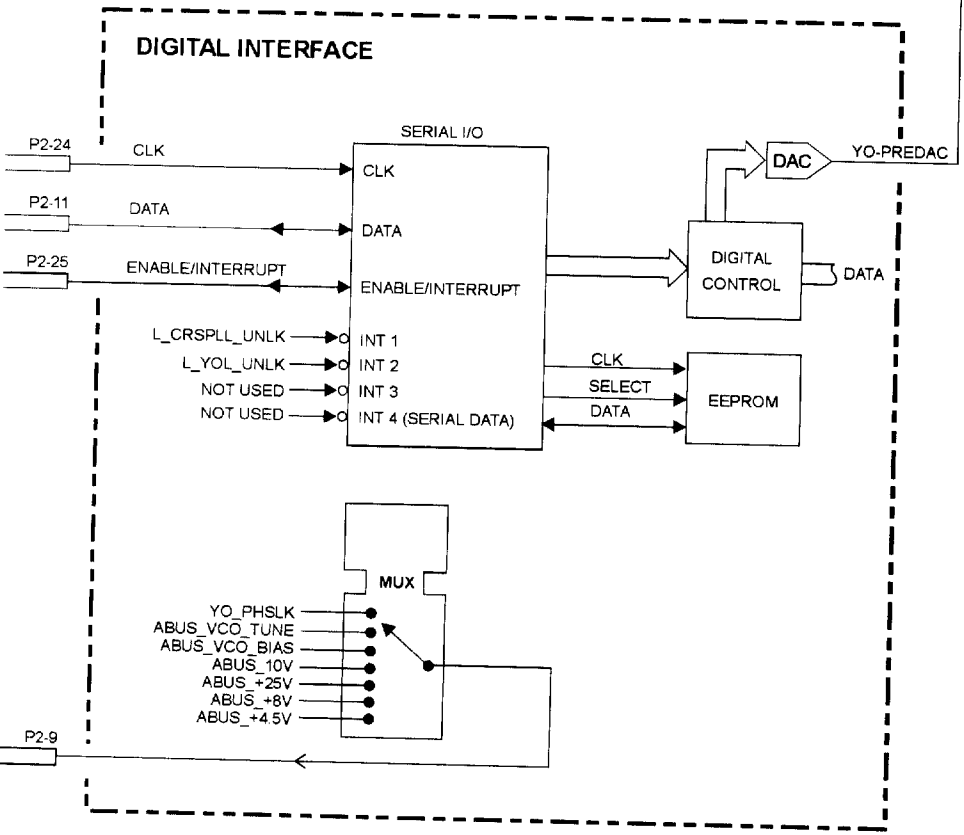 DIGITAL INTERFACE
SERIAL I/O
P2-24
CLK
CLK
DAC
YO-PREDAC
P2-11
DATA
DATA
P2-25
ENABLE/INTERRUPT
ENABLE/INTERRUPT
DIGITAL
CONTROL
DATA
L_CRSPLL_UNLK
INT 1
L_YOL_UNLK
INT 2
NOT USED
INT 3
NOT USED
INT 4 (SERIAL DATA)
CLK
SELECT
DATA
EEPROM
MUX
YO_PHSLK
ABUS_VCO_TUNE
ABUS_VCO_BIAS
ABUS_10V
ABUS_+25V
ABUS_+8V
ABUS_+4.5V
P2-9